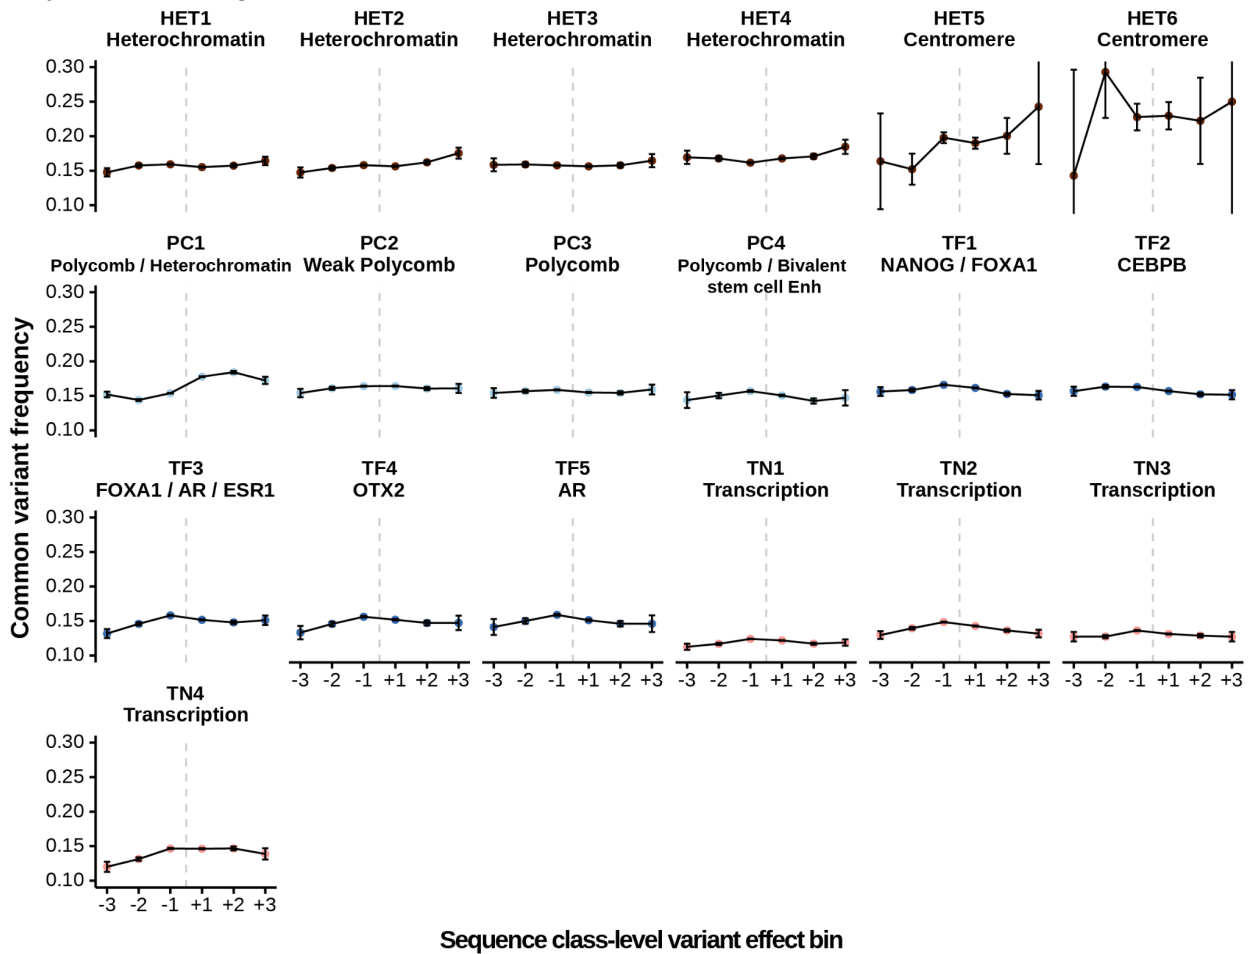 HET1 HET2 HET3 HET4 HET5 HET6
Heterochromatin Heterochromatin Heterochromatin Heterochromatin Centromere Centromere
0.30
0.25
0.20
0.15
0.10
PC1 PC2 PC3 PC4 TF1 TF2
Polycomb / Heterochromatin Weak Polycomb Polycomb Polycomb / Bivalent NANOG / FOXA1 CEBPB
stem cell Enh
0.30
0.25
0.20
0.15
0.10
Common variant frequency
TF3 TF4 TF5 TN1 TN2 TN3
FOXA1 / AR / ESR1 OTX2 AR Transcription Transcription Transcription
0.30
0.25
0.20
0.15
0.10
-3 -2 -1 +1 +2 +3 -3 -2 -1 +1 +2 +3 -3 -2 -1 +1 +2 +3 -3 -2 -1 +1 +2 +3 -3 -2 -1 +1 +2 +3
TN4
Transcription
0.30
0.25
0.20
0.15
0.10
-3 -2 -1 +1 +2 +3
Sequence class-level variant effect bin